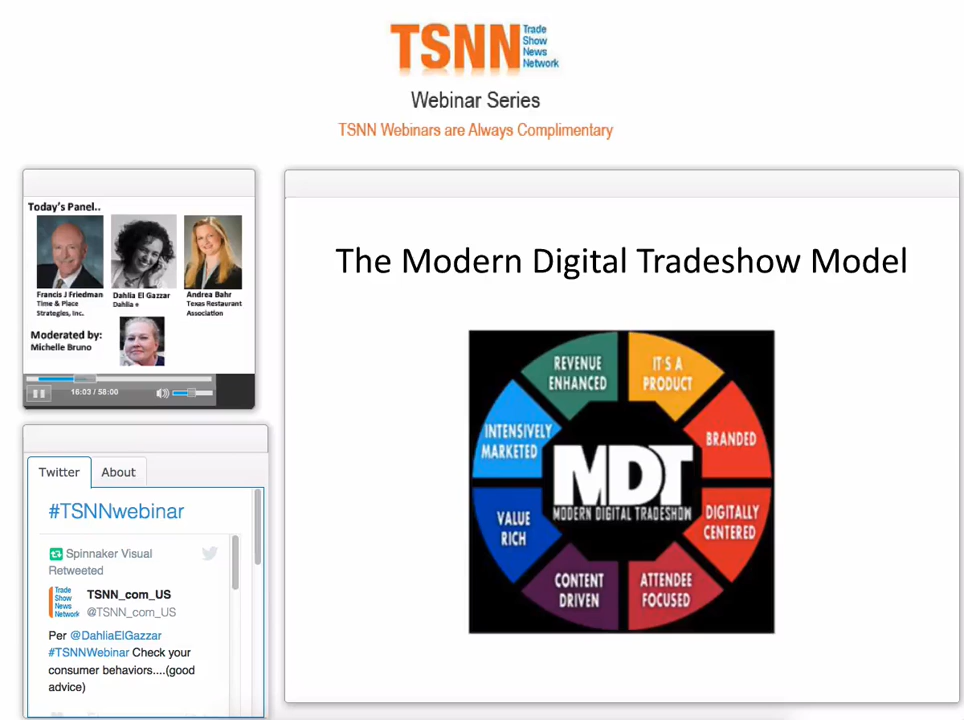 TSNN
Trade
Show
News
Network
Webinar Series
TSNN Webinars are Always Complimentary
Today's Panel..
Francis J Friedman
Time & Place
Strategies, Inc.
Dahlia El Gazzar
Dahlia +
Andrea Bahr
Texas Restaurant
Association
Moderated by:
Michelle Bruno
16:03 / 58:00
Twitter
About
#TSNNwebinar
Spinnaker Visual
Retweeted
Trade
Show
News
Network
TSNN_com_US
@TSNN_com_US
Per @DahliaElGazzar
#TSNNWebinar Check your
consumer behaviors....(good
advice)
The Modern Digital Tradeshow Model
REVENUE
ENHANCED
IT'S A
PRODUCT
BRANDED
DIGITALLY
CENTERED
ATTENDEE
FOCUSED
CONTENT
DRIVEN
VALUE
RICH
INTENSIVELY
MARKETED
MDT
MODERN DIGITAL TRADESHOW